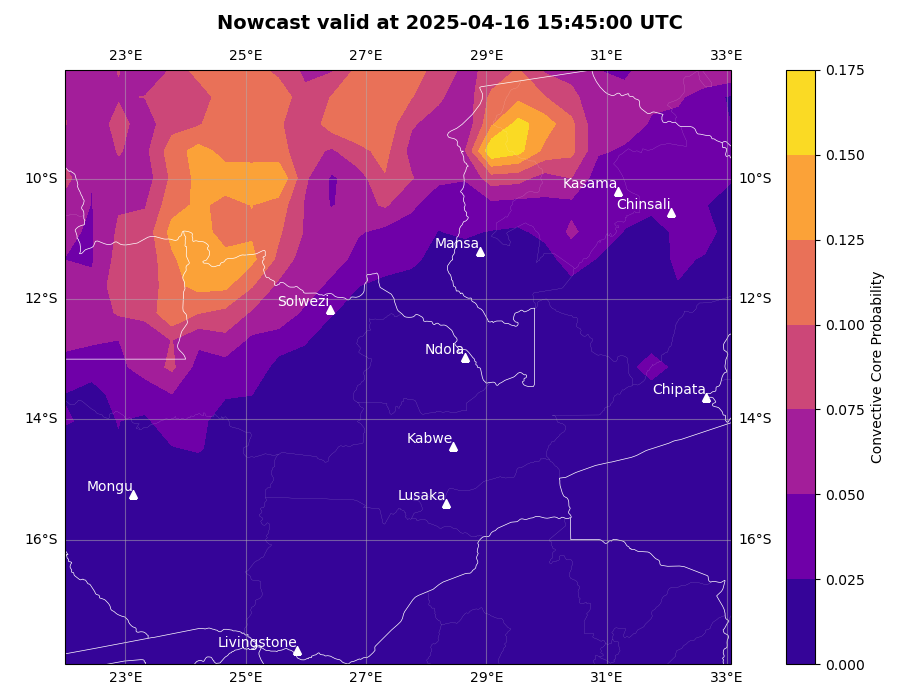 Nowcast valid at 2025-04-16 15:45:00 UTC
23°E 25°E 27°E 29°E 31°E 33°E
0.175
0.150
10°S 10°S
Kasama
Chinsali
0.125
Mansa
12°S 12°S
Solwezi
0.100
Ndola
Chipata
0.075
14°S 14°S
Kabwe
Mongu
Lusaka
0.050
16°S 16°S
0.025
Livingstone
0.000
23°E 25°E 27°E 29°E 31°E 33°E
Convective Core Probability